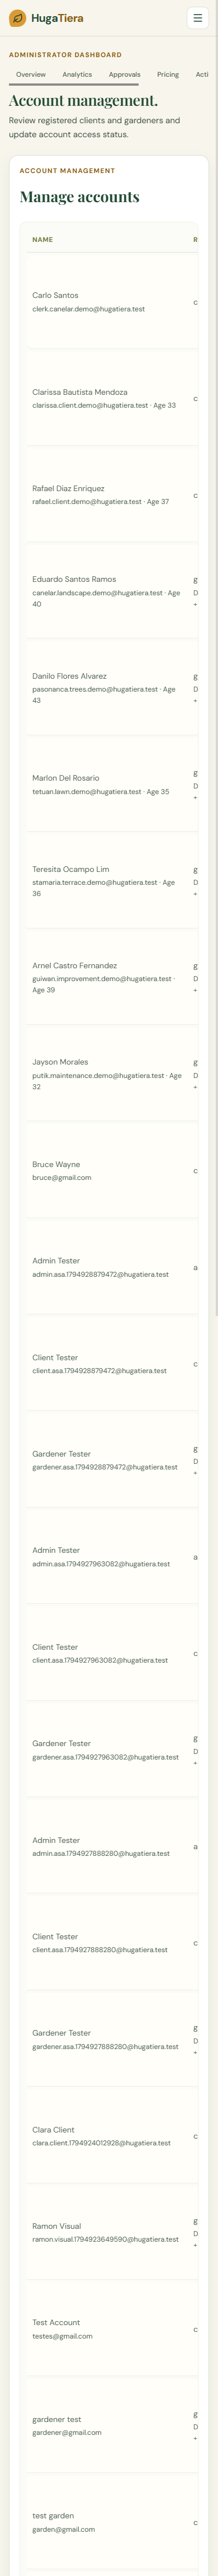 HugaTiera
ADMINISTRATOR DASHBOARD
Overview Analytics Approvals Pricing Acti
Account management.
Review registered clients and gardeners and
update account access status.
ACCOUNT MANAGEMENT
Manage accounts
NAME R
Carlo Santos
clerk.canelar.demo@hugatiera.test
c
Clarissa Bautista Mendoza
clarissa.client.demo@hugatiera.test · Age 33
c
Rafael Diaz Enriquez
rafael.client.demo@hugatiera.test · Age 37
c
Eduardo Santos Ramos
canelar.landscape.demo@hugatiera.test · Age
40
g
D
+
Danilo Flores Alvarez
pasonanca.trees.demo@hugatiera.test · Age
43
g
D
+
Marlon Del Rosario
tetuan.lawn.demo@hugatiera.test · Age 35
g
D
+
Teresita Ocampo Lim
stamaria.terrace.demo@hugatiera.test · Age
36
g
D
+
Arnel Castro Fernandez
guiwan.improvement.demo@hugatiera.test ·
Age 39
g
D
+
Jayson Morales
putik.maintenance.demo@hugatiera.test · Age
32
g
D
+
Bruce Wayne
bruce@gmail.com
c
Admin Tester
admin.asa.1794928879472@hugatiera.test
a
Client Tester
client.asa.1794928879472@hugatiera.test
c
Gardener Tester
gardener.asa.1794928879472@hugatiera.test
g
D
+
Admin Tester
admin.asa.1794927963082@hugatiera.test
a
Client Tester
client.asa.1794927963082@hugatiera.test
c
Gardener Tester
gardener.asa.1794927963082@hugatiera.test
g
D
+
Admin Tester
admin.asa.1794927888280@hugatiera.test
a
Client Tester
client.asa.1794927888280@hugatiera.test
c
Gardener Tester
gardener.asa.1794927888280@hugatiera.test
g
D
+
Clara Client
clara.client.1794924012928@hugatiera.test
c
Ramon Visual
ramon.visual.1794923649590@hugatiera.test
g
D
+
Test Account
testes@gmail.com
c
gardener test
gardener@gmail.com
g
D
+
test garden
garden@gmail.com
c